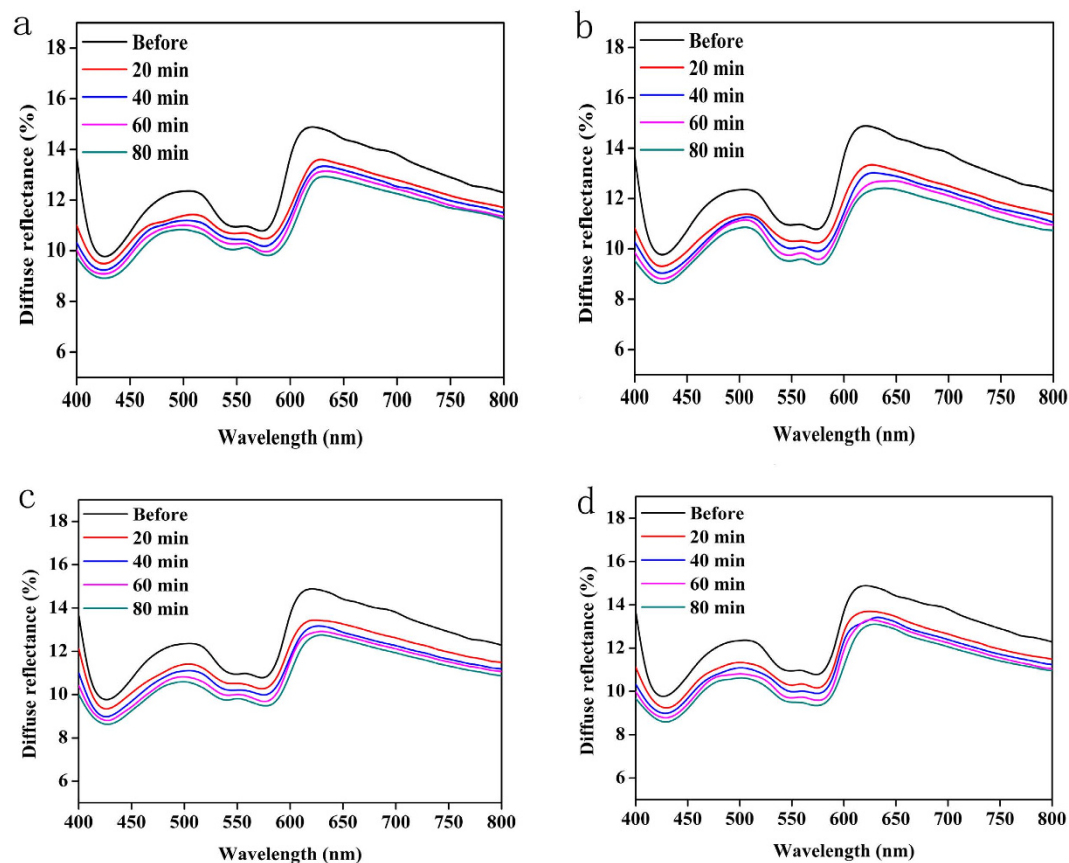 a
18
16
14
12
10
8
6
Before
20 min
40 min
60 min
80 min
Diffuse reflectance (%)
400 450 500 550 600 650 700 750 800
Wavelength (nm)
b
18
16
14
12
10
8
6
Before
20 min
40 min
60 min
80 min
Diffuse reflectance (%)
400 450 500 550 600 650 700 750 800
Wavelength (nm)
c
18
16
14
12
10
8
6
Before
20 min
40 min
60 min
80 min
Diffuse reflectance (%)
400 450 500 550 600 650 700 750 800
Wavelength (nm)
d
18
16
14
12
10
8
6
Before
20 min
40 min
60 min
80 min
Diffuse reflectance (%)
400 450 500 550 600 650 700 750 800
Wavelength (nm)